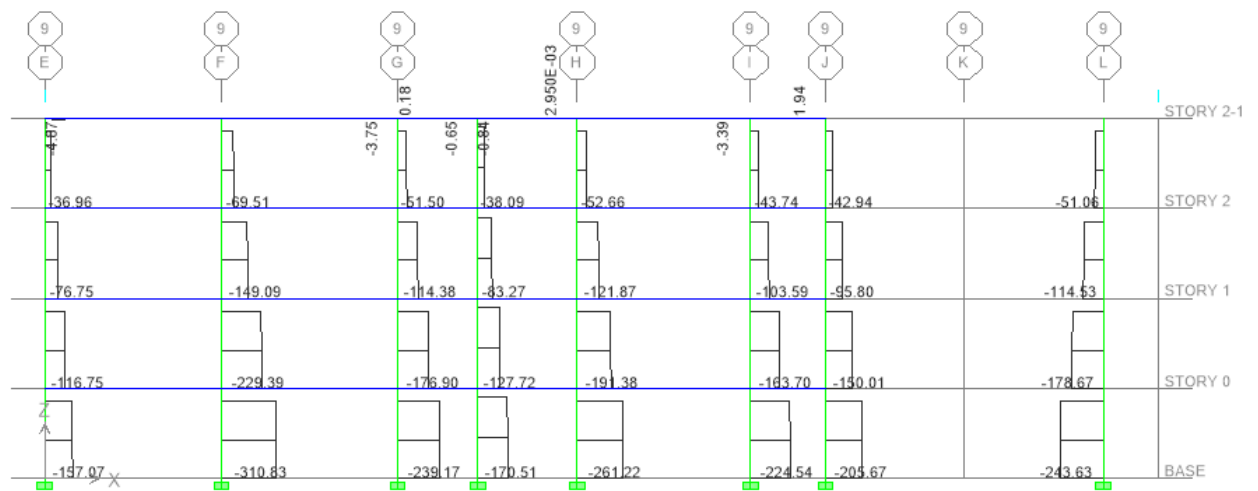 9 9 9 9 9 9 9 9
E F G H I J K L
0.18 2.950E-03 1.94
STORY 2-1
-4.87 -3.75 -0.65 -0.84 -3.39
-36.96 -69.51 -51.50 -38.09 -52.66 -43.74 -42.94 -51.06 STORY 2
-76.75 -149.09 -114.38 -83.27 -121.87 -103.59 -95.80 -114.53 STORY 1
-116.75 -229.39 -176.90 -127.72 -191.38 -163.70 -150.01 -178.67 STORY 0
Z
-157.07 -310.83 -239.17 -170.51 -261.22 -224.54 -205.67 -243.63 BASE
X